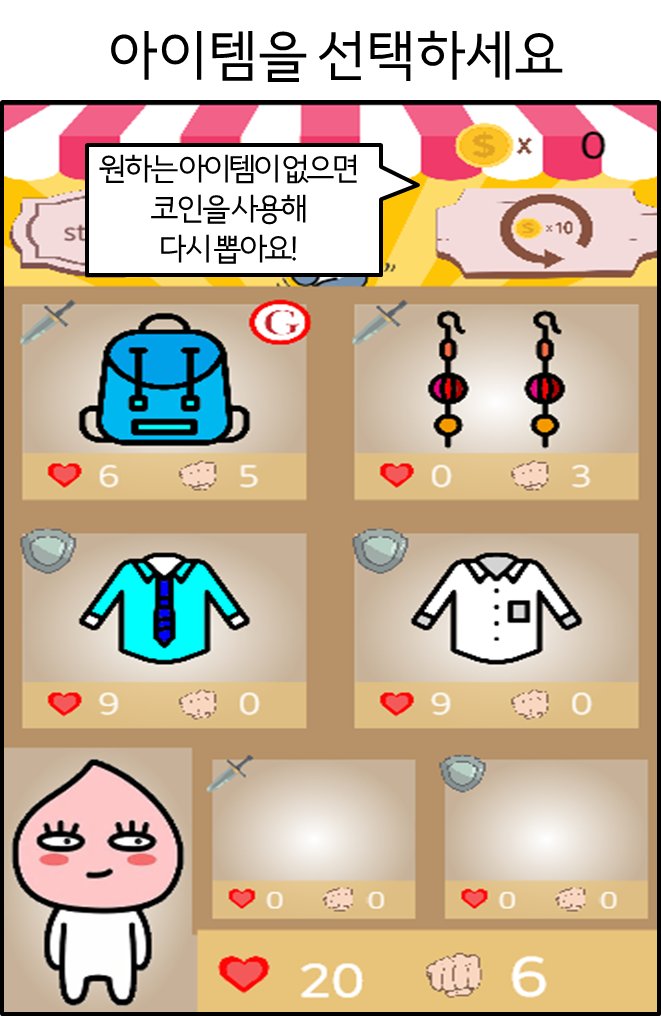 아이템을 선택하세요
$ x 0
원하는 아이템이 없으면
코인을 사용해
다시 뽑아요!
st
$ x10
G
6 5
0 3
9 0
9 0
0 0
0 0
20 6